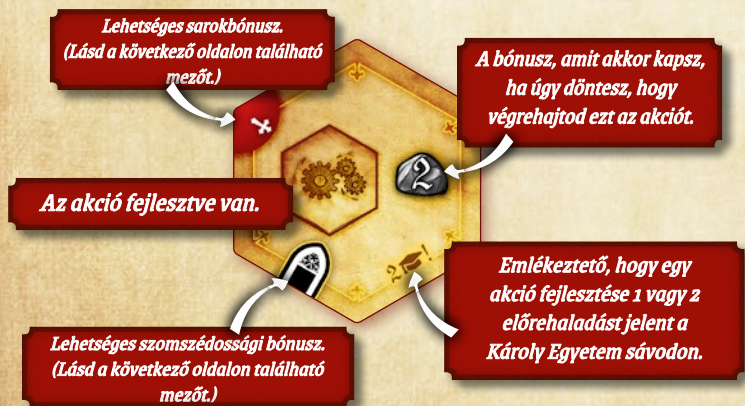 Lehetséges sarokbónusz.
(Lásd a következő oldalon található
mezőt.)
A bónusz, amit akkor kapsz,
ha úgy döntesz, hogy
végrehajtod ezt az akciót.
2
Az akció fejlesztve van.
2 !
Emlékeztető, hogy egy
akció fejlesztése 1 vagy 2
előrehaladást jelent a
Károly Egyetem sávodon.
Lehetséges szomszédossági bónusz.
(Lásd a következő oldalon található
mezőt.)